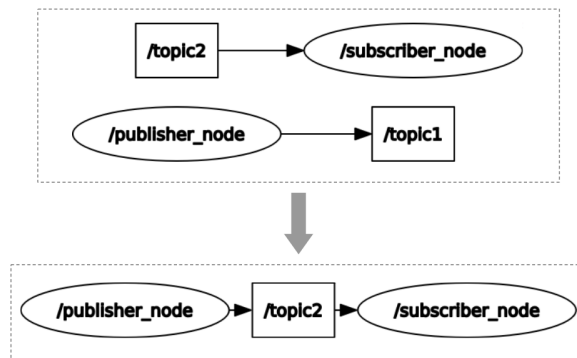 /topic2 /subscriber_node
/publisher_node /topic1
/publisher_node /topic2 /subscriber_node